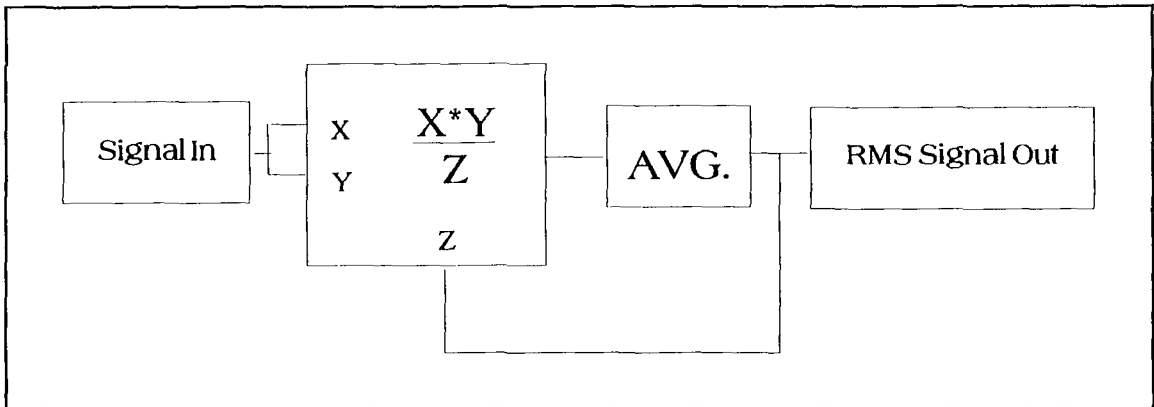 Signal In
X
Y
X*Y
Z
Z
AVG.
RMS Signal Out